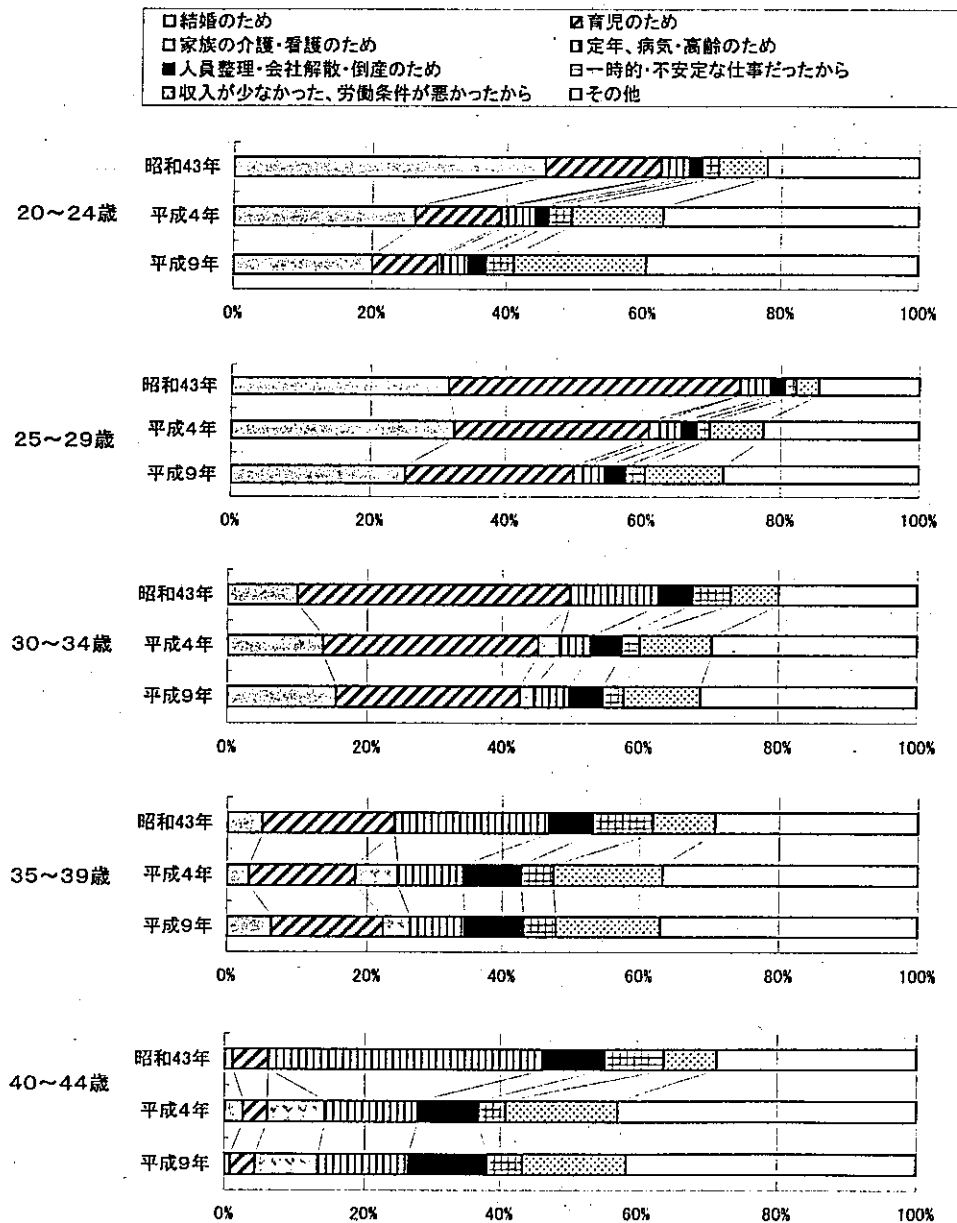 □結婚のため
育児のため
□家族の介護・看護のため
定年、病気・高齢のため
■人員整理・会社解散・倒産のため
一時的・不安定な仕事だったから
収入が少なかった、労働条件が悪かったから
□その他
20～24歳
昭和43年
平成4年
平成9年
0% 20% 40% 60% 80% 100%
25～29歳
昭和43年
平成4年
平成9年
0% 20% 40% 60% 80% 100%
30～34歳
昭和43年
平成4年
平成9年
0% 20% 40% 60% 80% 100%
35～39歳
昭和43年
平成4年
平成9年
0% 20% 40% 60% 80% 100%
40～44歳
昭和43年
平成4年
平成9年
0% 20% 40% 60% 80% 100%